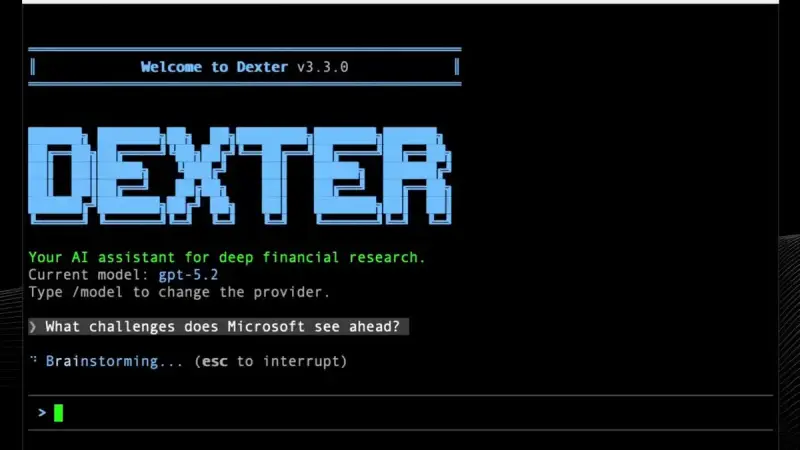 Welcome to Dexter v3.3.0
DEXTER
Your AI assistant for deep financial research.
Current model: gpt-5.2
Type /model to change the provider.
❯ What challenges does Microsoft see ahead?
Brainstorming... (esc to interrupt)
>